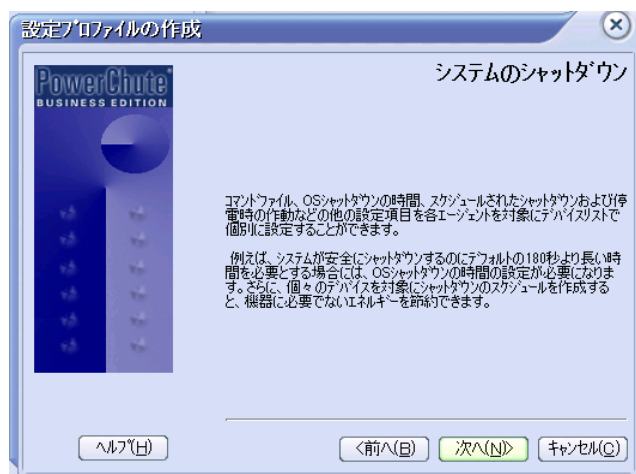 設定プロファイルの作成
PowerChute
BUSINESS EDITION
システムのシャットダウン
コマンドファイル、OSシャットダウンの時間、スケジュールされたシャットダウンおよび停
電時の作動などの他の設定項目を各エージェントを対象にデバイスリストで
個別に設定することができます。
例えば、システムが安全にシャットダウンするのにデフォルトの180秒より長い時
間を必要とする場合には、OSシャットダウンの時間の設定が必要になりま
す。さらに、個々のデバイスを対象にシャットダウンのスケジュールを作成する
と、機器に必要でないエネルギーを節約できます。
ヘルプ(H)
<前へ(B)
次へ(N)>
キャンセル(C)